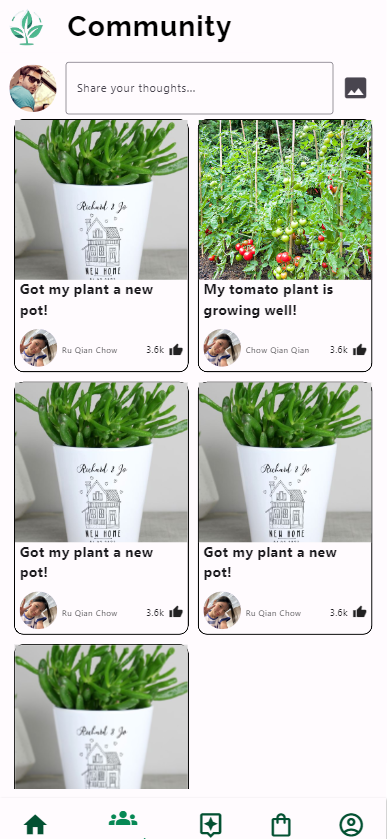 Community
Share your thoughts...
Richard & Jo
NEW HOME
Got my plant a new
pot!
Ru Qian Chow
3.6k
My tomato plant is
growing well!
Chow Qian Qian
3.6k
Richard & Jo
NEW HOME
Got my plant a new
pot!
Ru Qian Chow
3.6k
Richard & Jo
NEW HOME
Got my plant a new
pot!
Ru Qian Chow
3.6k
Richard & Jo